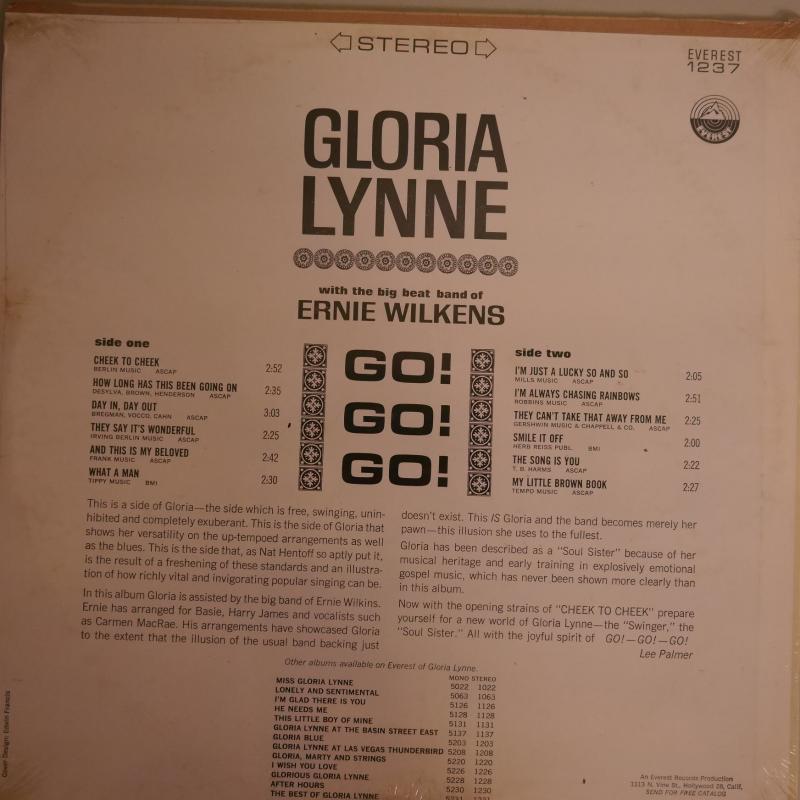 STEREO
EVEREST
1237
EVEREST
GLORIA
LYNNE
with the big beat band of
ERNIE WILKENS
GO!
GO!
GO!
side one
CHEEK TO CHEEK 2:52
BERLIN MUSIC ASCAP
HOW LONG HAS THIS BEEN GOING ON 2:35
DESYLVA, BROWN, HENDERSON ASCAP
DAY IN, DAY OUT 3:03
BREGMAN, VOCCO, CAHN ASCAP
THEY SAY IT'S WONDERFUL 2:25
IRVING BERLIN MUSIC ASCAP
AND THIS IS MY BELOVED 2:42
FRANK MUSIC ASCAP
WHAT A MAN 2:30
TIPPY MUSIC BMI
side two
I'M JUST A LUCKY SO AND SO 2:05
MILLS MUSIC ASCAP
I'M ALWAYS CHASING RAINBOWS 2:51
ROBBINS MUSIC ASCAP
THEY CAN'T TAKE THAT AWAY FROM ME 2:25
GERSHWIN MUSIC & CHAPPELL & CO. ASCAP
SMILE IT OFF 2:00
HERB REISS PUBL. BMI
THE SONG IS YOU 2:22
T. B. HARMS ASCAP
MY LITTLE BROWN BOOK 2:27
TEMPO MUSIC ASCAP
This is a side of Gloria—the side which is free, swinging, unin-
hibited and completely exuberant. This is the side of Gloria that
shows her versatility on the up-tempoed arrangements as well
as the blues. This is the side that, as Nat Hentoff so aptly put it,
is the result of a freshening of these standards and an illustra-
tion of how richly vital and invigorating popular singing can be.
In this album Gloria is assisted by the big band of Ernie Wilkins.
Ernie has arranged for Basie, Harry James and vocalists such
as Carmen MacRae. His arrangements have showcased Gloria
to the extent that the illusion of the usual band backing just
doesn't exist. This IS Gloria and the band becomes merely her
pawn—this illusion she uses to the fullest.
Gloria has been described as a "Soul Sister" because of her
musical heritage and early training in explosively emotional
gospel music, which has never been shown more clearly than
in this album.
Now with the opening strains of "CHEEK TO CHEEK" prepare
yourself for a new world of Gloria Lynne—the "Swinger," the
"Soul Sister." All with the joyful spirit of GO!—GO!—GO!
Lee Palmer
Other albums available on Everest of Gloria Lynne.
MONO STEREO
MISS GLORIA LYNNE 5022 1022
LONELY AND SENTIMENTAL 5063 1063
I'M GLAD THERE IS YOU 5126 1126
HE NEEDS ME 5128 1128
THIS LITTLE BOY OF MINE 5131 1131
GLORIA LYNNE AT THE BASIN STREET EAST 5137 1137
GLORIA BLUE 5203 1203
GLORIA LYNNE AT LAS VEGAS THUNDERBIRD 5208 1208
GLORIA, MARTY AND STRINGS 5220 1220
I WISH YOU LOVE 5226 1226
GLORIOUS GLORIA LYNNE 5228 1228
AFTER HOURS 5230 1230
THE BEST OF GLORIA LYNNE 5231 1231
An Everest Records Production
1313 N. Vine St., Hollywood 28, Calif.
SEND FOR FREE CATALOG
Cover Design: Edwin Francis